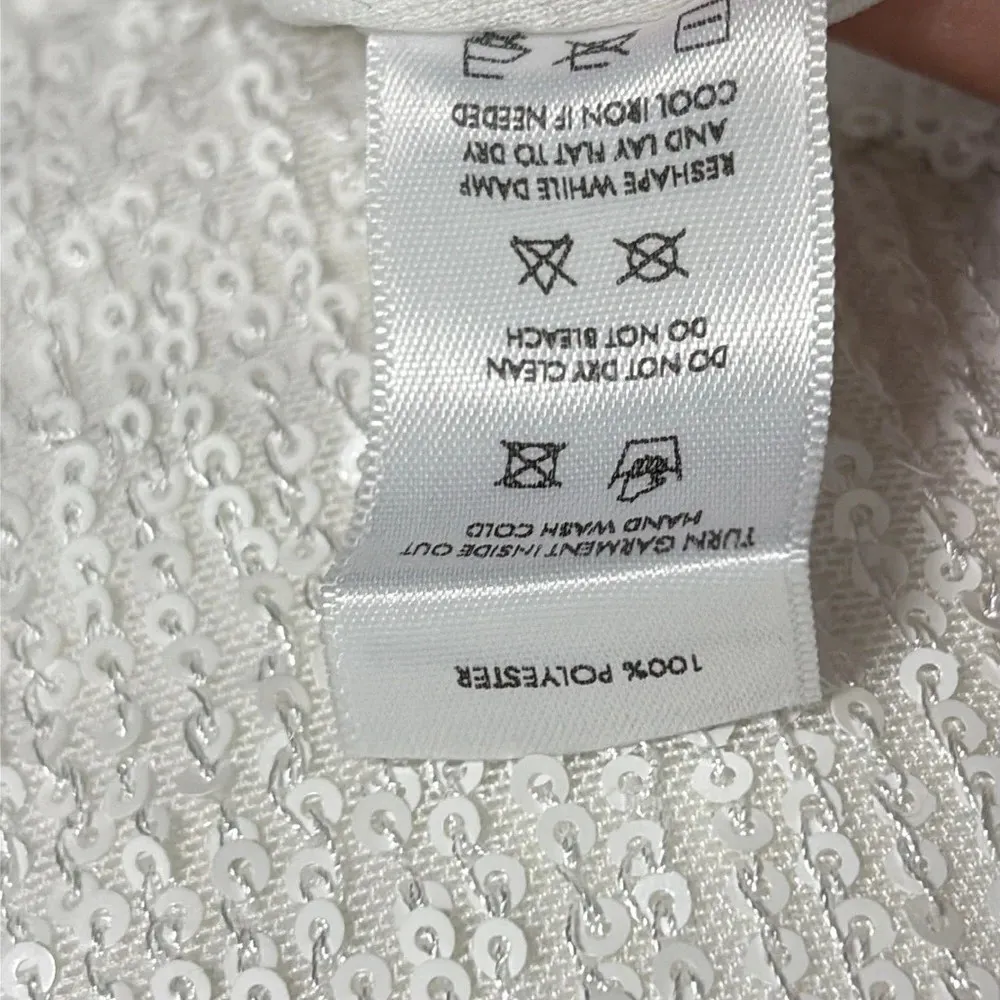 100% POLYESTER
TURN GARMENT INSIDE OUT
HAND WASH COLD
DO NOT DRY CLEAN
DO NOT BLEACH
RESHAPE WHILE DAMP
AND LAY FLAT TO DRY
COOL IRON IF NEEDED